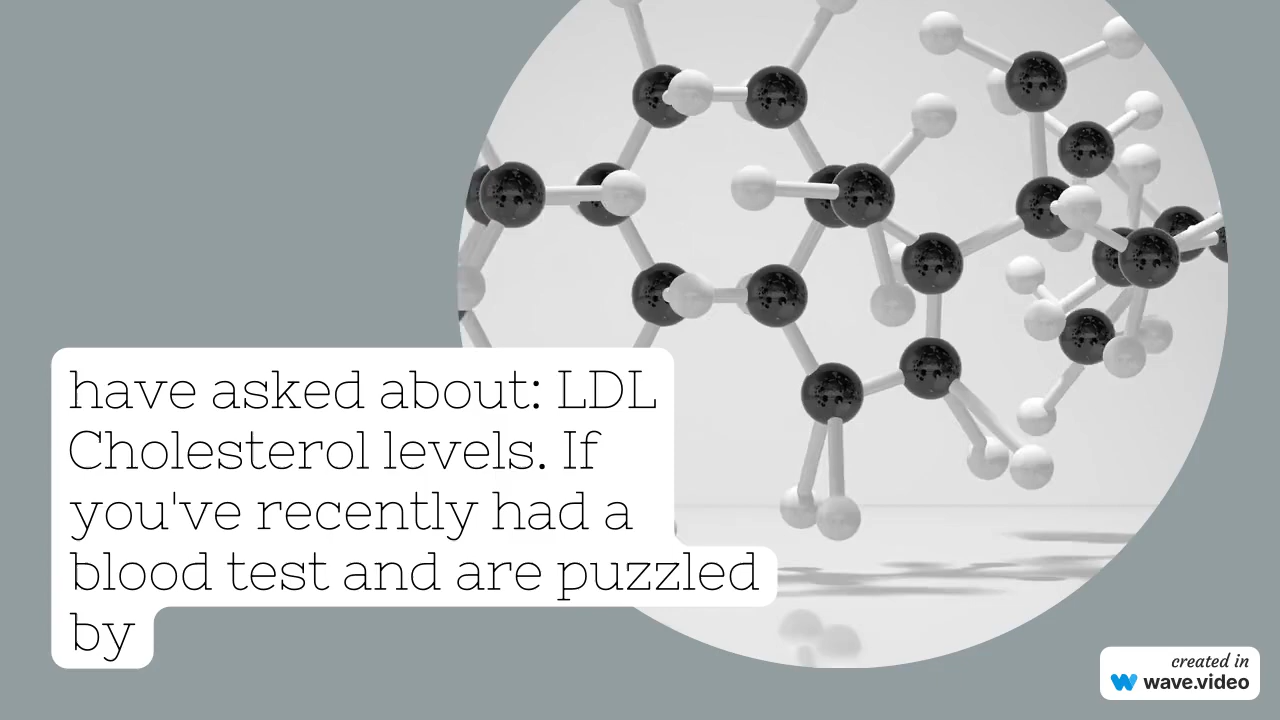 have asked about: LDL
Cholesterol levels. If
you've recently had a
blood test and are puzzled
by
created in
wave.video